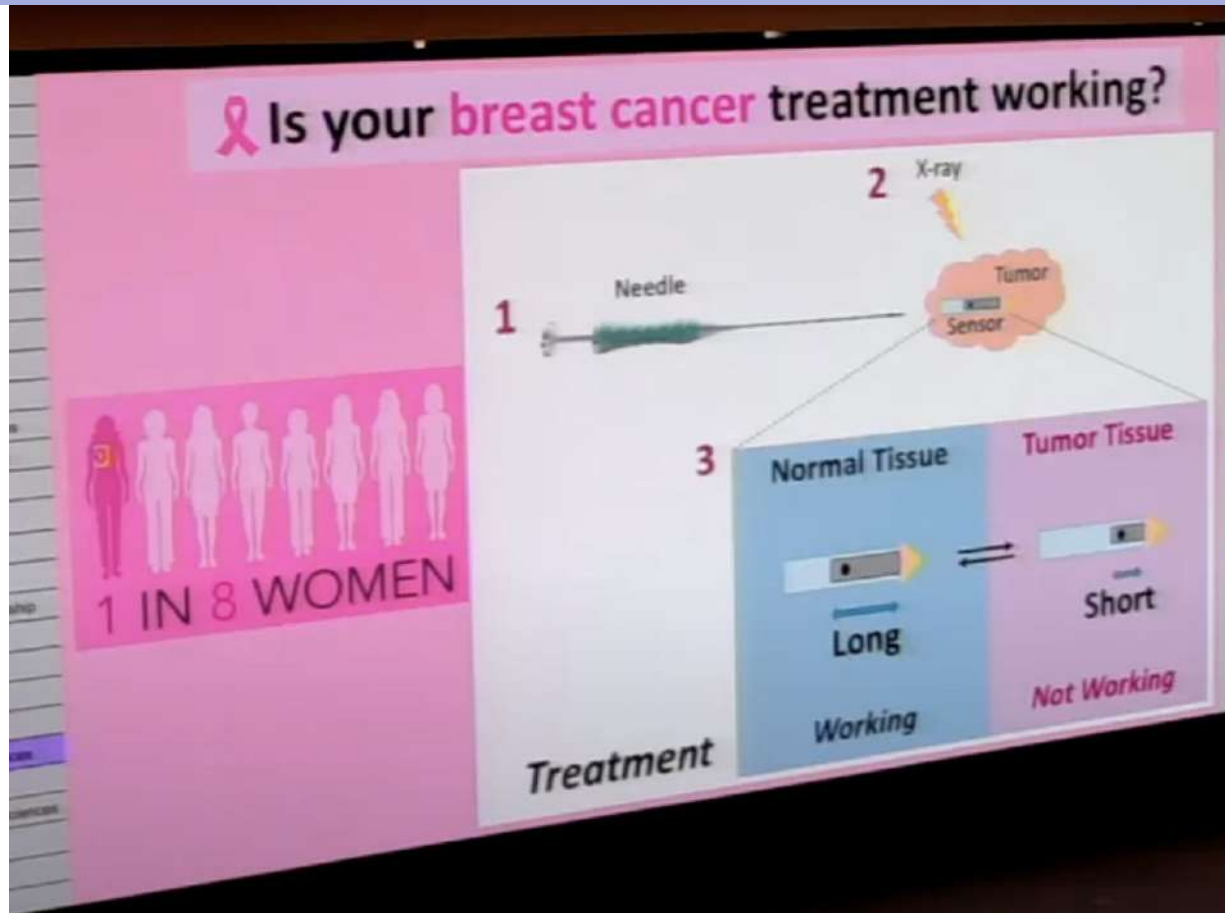 Is your breast cancer treatment working?
1
Needle
2
X-ray
Tumor
Sensor
1 IN 8 WOMEN
3
Normal Tissue
Tumor Tissue
Long
Short
Working
Not Working
Treatment